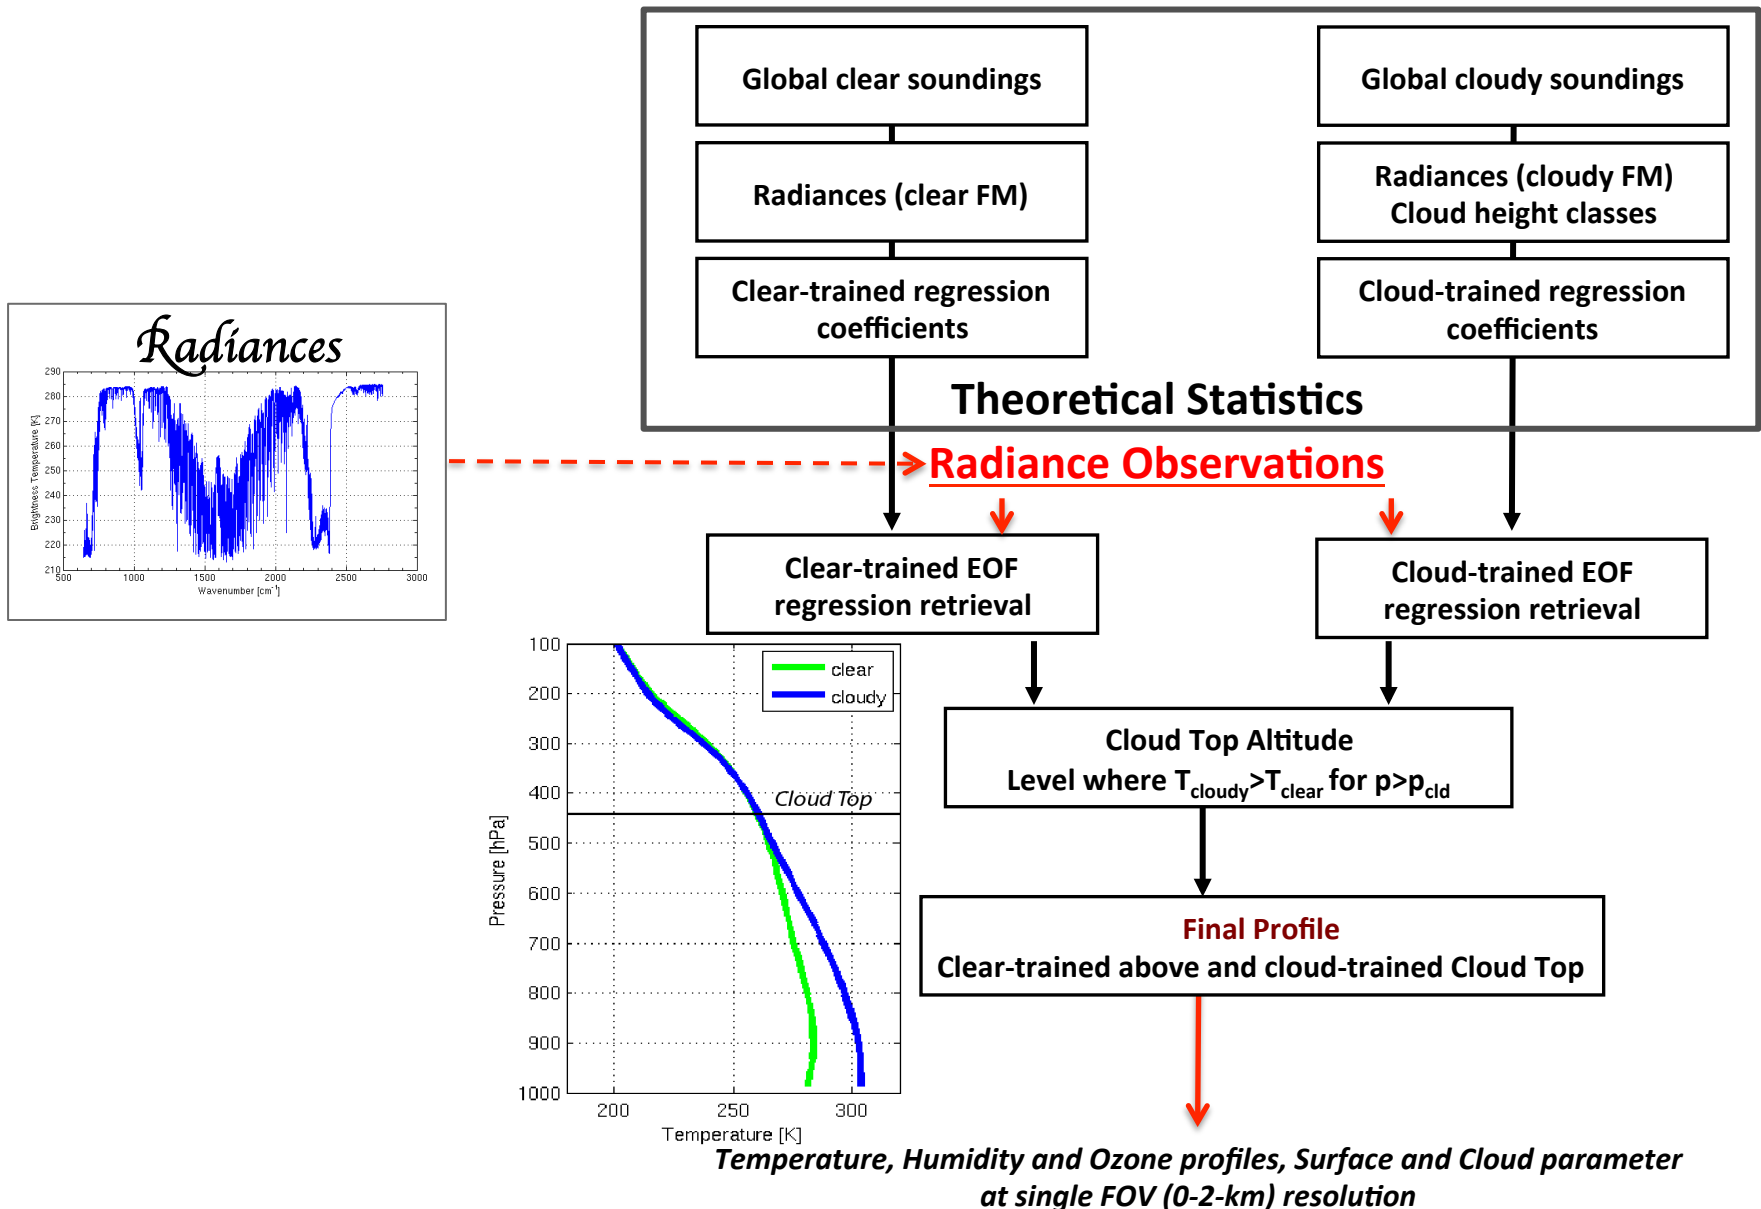 Global clear soundings
Global cloudy soundings
Radiances (clear FM)
Radiances (cloudy FM)
Cloud height classes
Clear-trained regression
coefficients
Cloud-trained regression
coefficients
Theoretical Statistics
Radiances
290
280
270
260
250
240
230
220
210
500
1000
1500
2000
2500
3000
Brightness Temperature [K]
Wavenumber [cm⁻¹]
Radiance Observations
Clear-trained EOF
regression retrieval
Cloud-trained EOF
regression retrieval
Cloud Top Altitude
Level where T_cloudy>T_clear for p>p_cld
Final Profile
Clear-trained above and cloud-trained Cloud Top
100
200
300
400
500
600
700
800
900
1000
200
250
300
Pressure [hPa]
Temperature [K]
clear
cloudy
Cloud Top
Temperature, Humidity and Ozone profiles, Surface and Cloud parameter
at single FOV (0-2-km) resolution